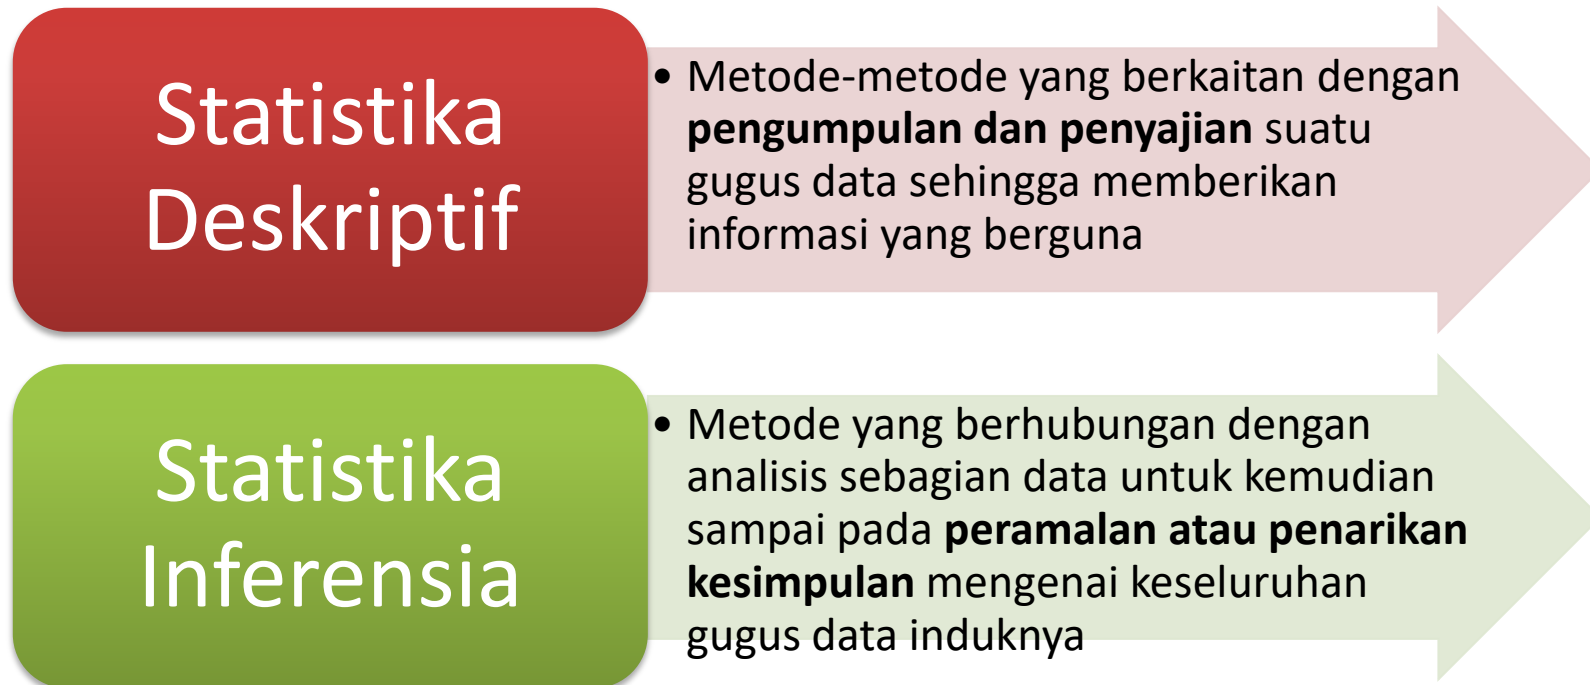 Statistika
Deskriptif
• Metode-metode yang berkaitan dengan
pengumpulan dan penyajian suatu
gugus data sehingga memberikan
informasi yang berguna
Statistika
Inferensia
• Metode yang berhubungan dengan
analisis sebagian data untuk kemudian
sampai pada peramalan atau penarikan
kesimpulan mengenai keseluruhan
gugus data induknya